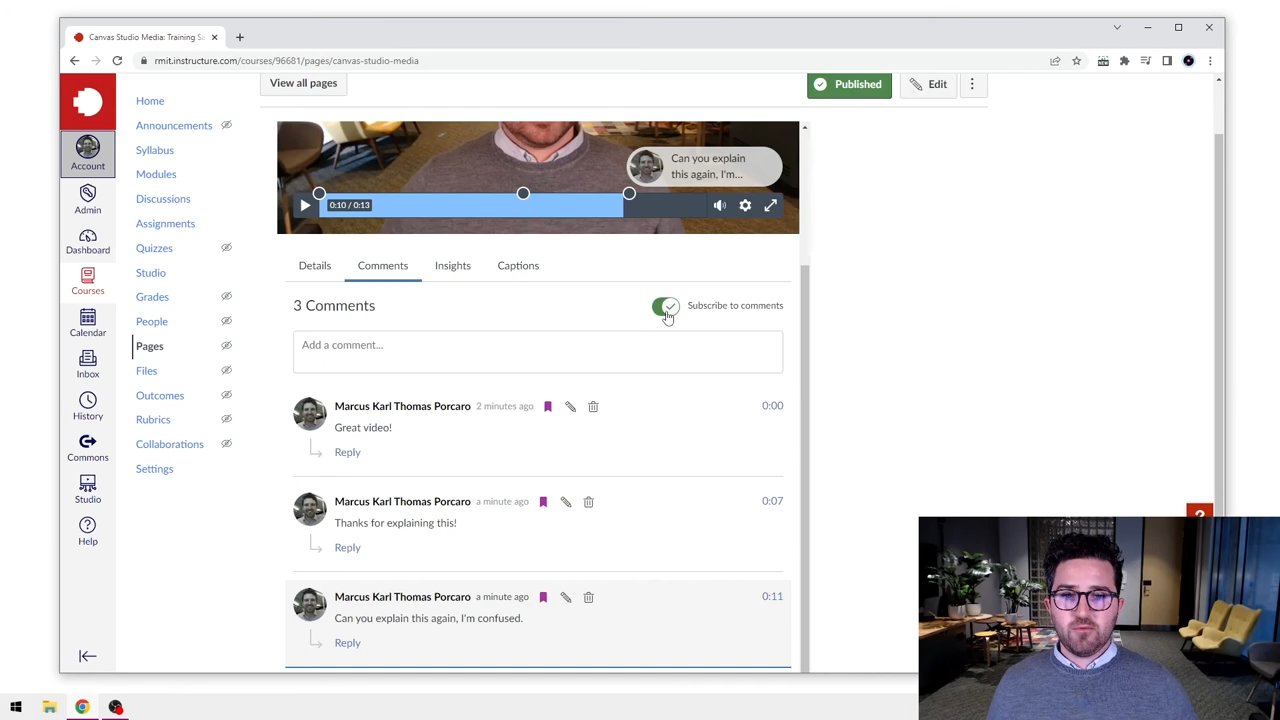 Canvas Studio Media: Training Sa
rmit.instructure.com/courses/96681/pages/canvas-studio-media
Account
Admin
Dashboard
Courses
Calendar
Inbox
History
Commons
Studio
Help
Home
Announcements
Syllabus
Modules
Discussions
Assignments
Quizzes
Studio
Grades
People
Pages
Files
Outcomes
Rubrics
Collaborations
Settings
View all pages
Published
Edit
Can you explain
this again, I'm...
0:10 / 0:13
Details Comments Insights Captions
3 Comments
Subscribe to comments
Add a comment...
Marcus Karl Thomas Porcaro 2 minutes ago 0:00
Great video!
Reply
Marcus Karl Thomas Porcaro a minute ago 0:07
Thanks for explaining this!
Reply
Marcus Karl Thomas Porcaro a minute ago 0:11
Can you explain this again, I'm confused.
Reply